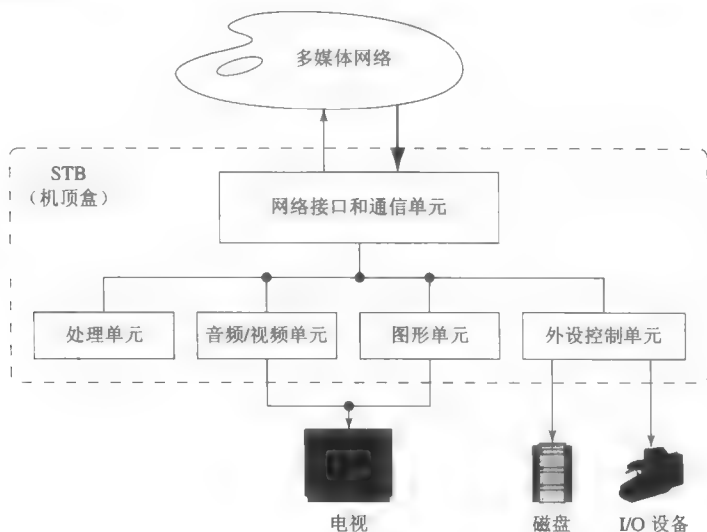 多媒体网络
STB
（机顶盒）
网络接口和通信单元
处理单元
音频/视频单元
图形单元
外设控制单元
电视
磁盘
I/O 设备